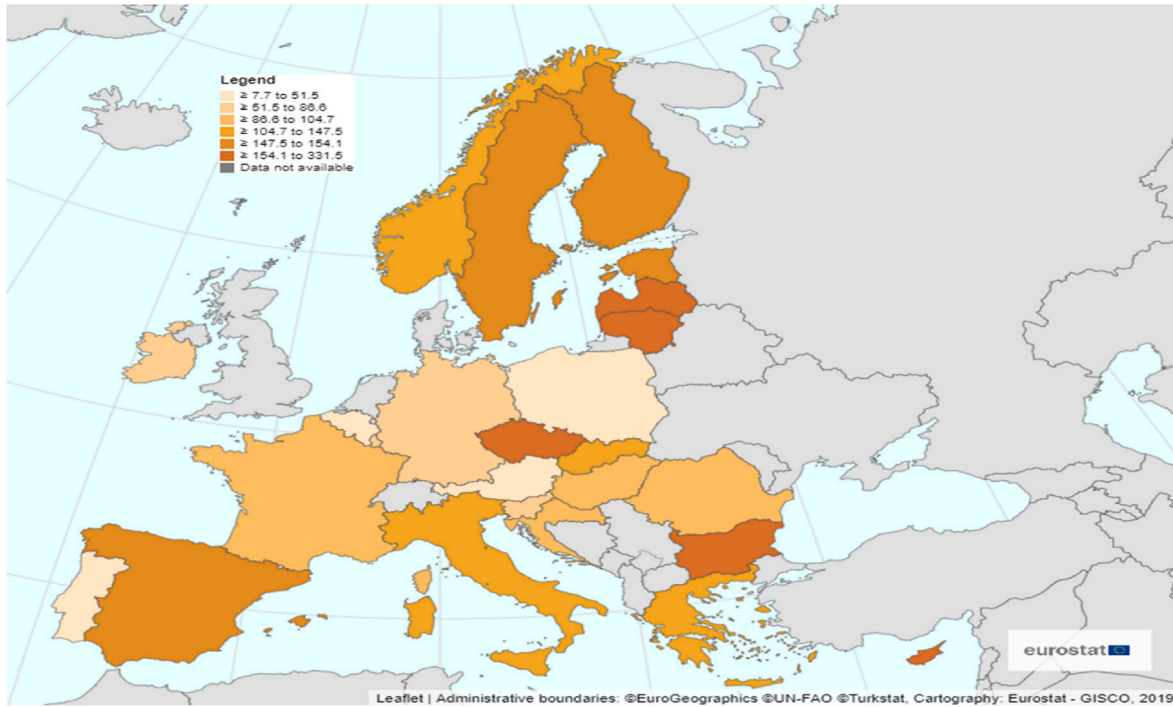 Legend
≥ 7.7 to 51.5
≥ 51.5 to 86.6
≥ 86.6 to 104.7
≥ 104.7 to 147.5
≥ 147.5 to 154.1
≥ 154.1 to 331.5
Data not available
eurostat
Leaflet | Administrative boundaries: ©EuroGeographics ©UN-FAO ©Turkstat, Cartography: Eurostat - GISCO, 2019